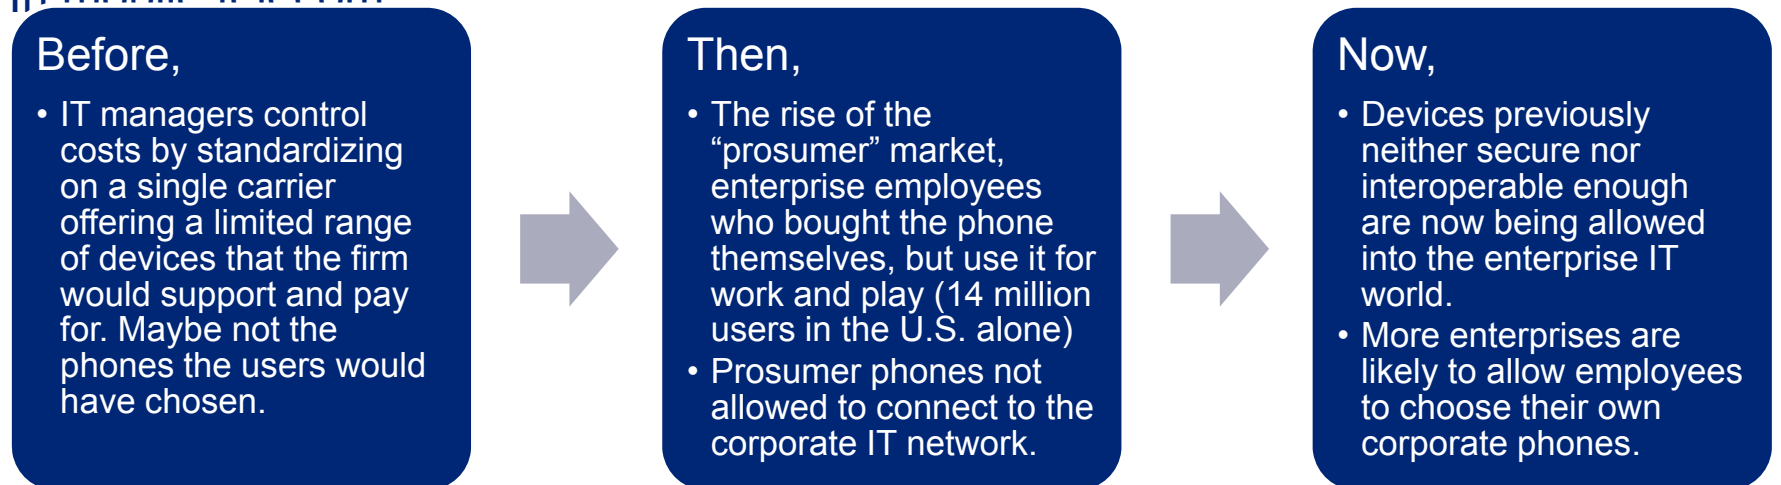 Before,
• IT managers control
costs by standardizing
on a single carrier
offering a limited range
of devices that the firm
would support and pay
for. Maybe not the
phones the users would
have chosen.
Then,
• The rise of the
“prosumer” market,
enterprise employees
who bought the phone
themselves, but use it for
work and play (14 million
users in the U.S. alone)
• Prosumer phones not
allowed to connect to the
corporate IT network.
Now,
• Devices previously
neither secure nor
interoperable enough
are now being allowed
into the enterprise IT
world.
• More enterprises are
likely to allow employees
to choose their own
corporate phones.